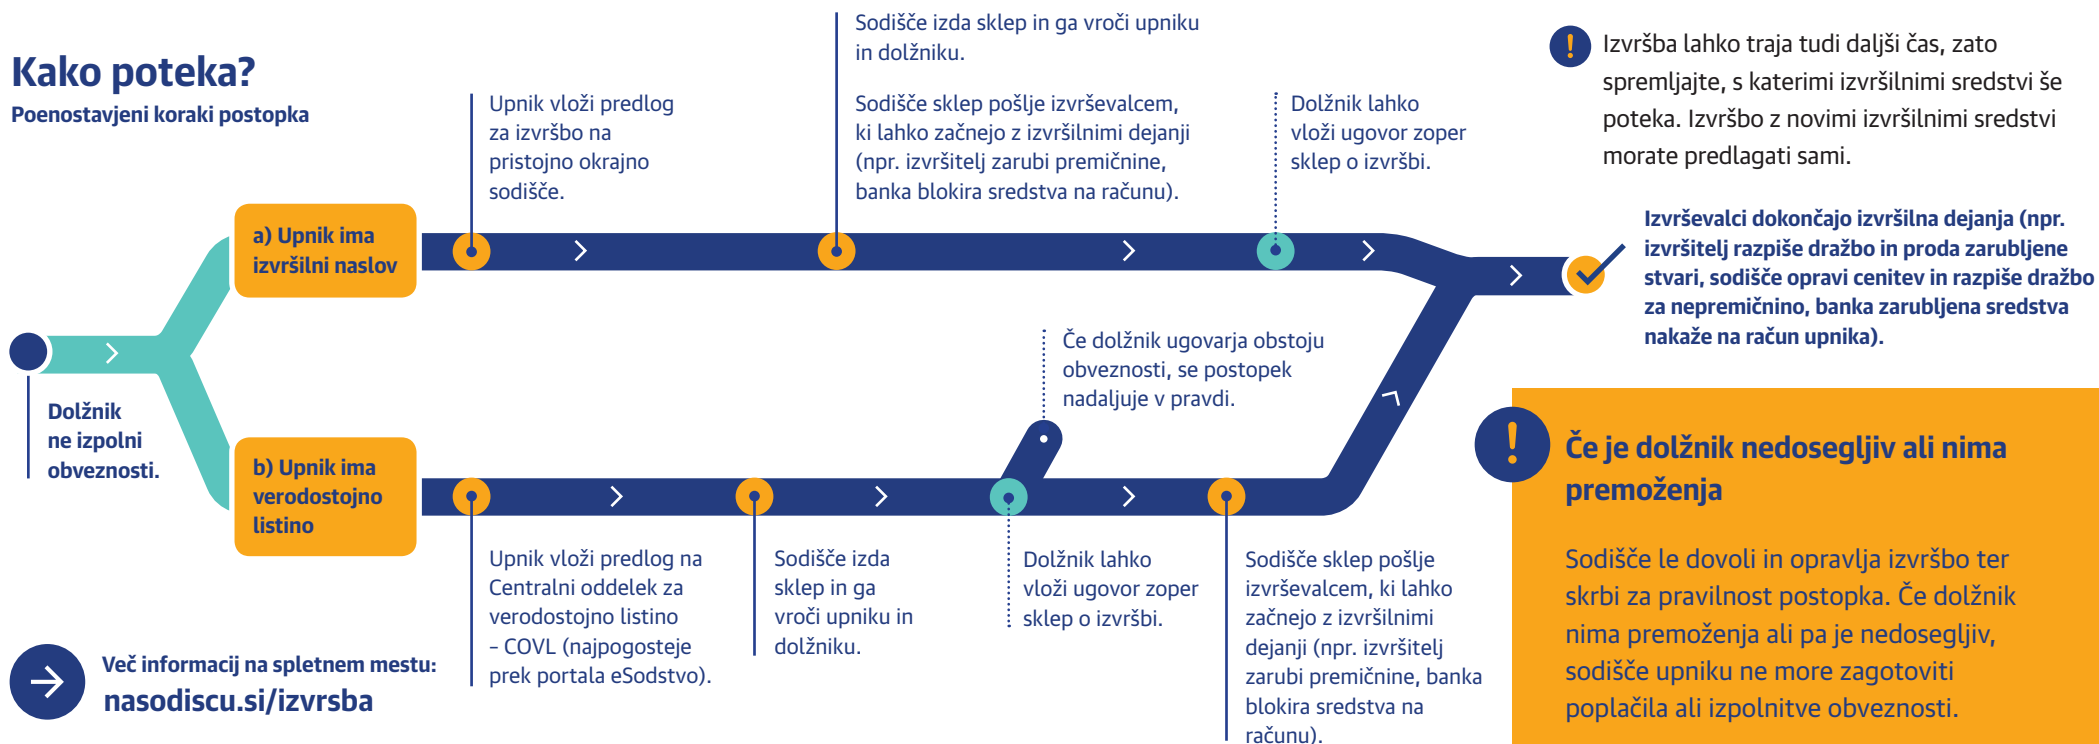 Kako poteka?
Poenostavjeni koraki postopka
Dolžnik
ne izpolni
obveznosti.
a) Upnik ima
izvršilni naslov
Upnik vloži predlog
za izvršbo na
pristojno okrajno
sodišče.
Sodišče izda sklep in ga vroči upniku
in dolžniku.
Sodišče sklep pošlje izvrševalcem,
ki lahko začnejo z izvršilnimi dejanji
(npr. izvršitelj zarubi premičnine,
banka blokira sredstva na računu).
Dolžnik lahko
vloži ugovor zoper
sklep o izvršbi.
b) Upnik ima
verodostojno
listino
Upnik vloži predlog na
Centralni oddelek za
verodostojno listino
– COVL (najpogosteje
prek portala eSodstvo).
Sodišče izda
sklep in ga
vroči upniku in
dolžniku.
Dolžnik lahko
vloži ugovor zoper
sklep o izvršbi.
Če dolžnik ugovarja obstoju
obveznosti, se postopek
nadaljuje v pravdi.
Sodišče sklep pošlje
izvrševalcem, ki lahko
začnejo z izvršilnimi
dejanji (npr. izvršitelj
zarubi premičnine, banka
blokira sredstva na
računu).
Izvrševalci dokončajo izvršilna dejanja (npr.
izvršitelj razpiše dražbo in proda zarubljene
stvari, sodišče opravi cenitev in razpiše dražbo
za nepremičnino, banka zarubljena sredstva
nakaže na račun upnika).
! Izvršba lahko traja tudi daljši čas, zato
spremljajte, s katerimi izvršilnimi sredstvi še
poteka. Izvršbo z novimi izvršilnimi sredstvi
morate predlagati sami.
! Če je dolžnik nedosegljiv ali nima
premoženja
Sodišče le dovoli in opravlja izvršbo ter
skrbi za pravilnost postopka. Če dolžnik
nima premoženja ali pa je nedosegljiv,
sodišče upniku ne more zagotoviti
poplačila ali izpolnitve obveznosti.
Več informacij na spletnem mestu:
nasodiscu.si/izvrsba